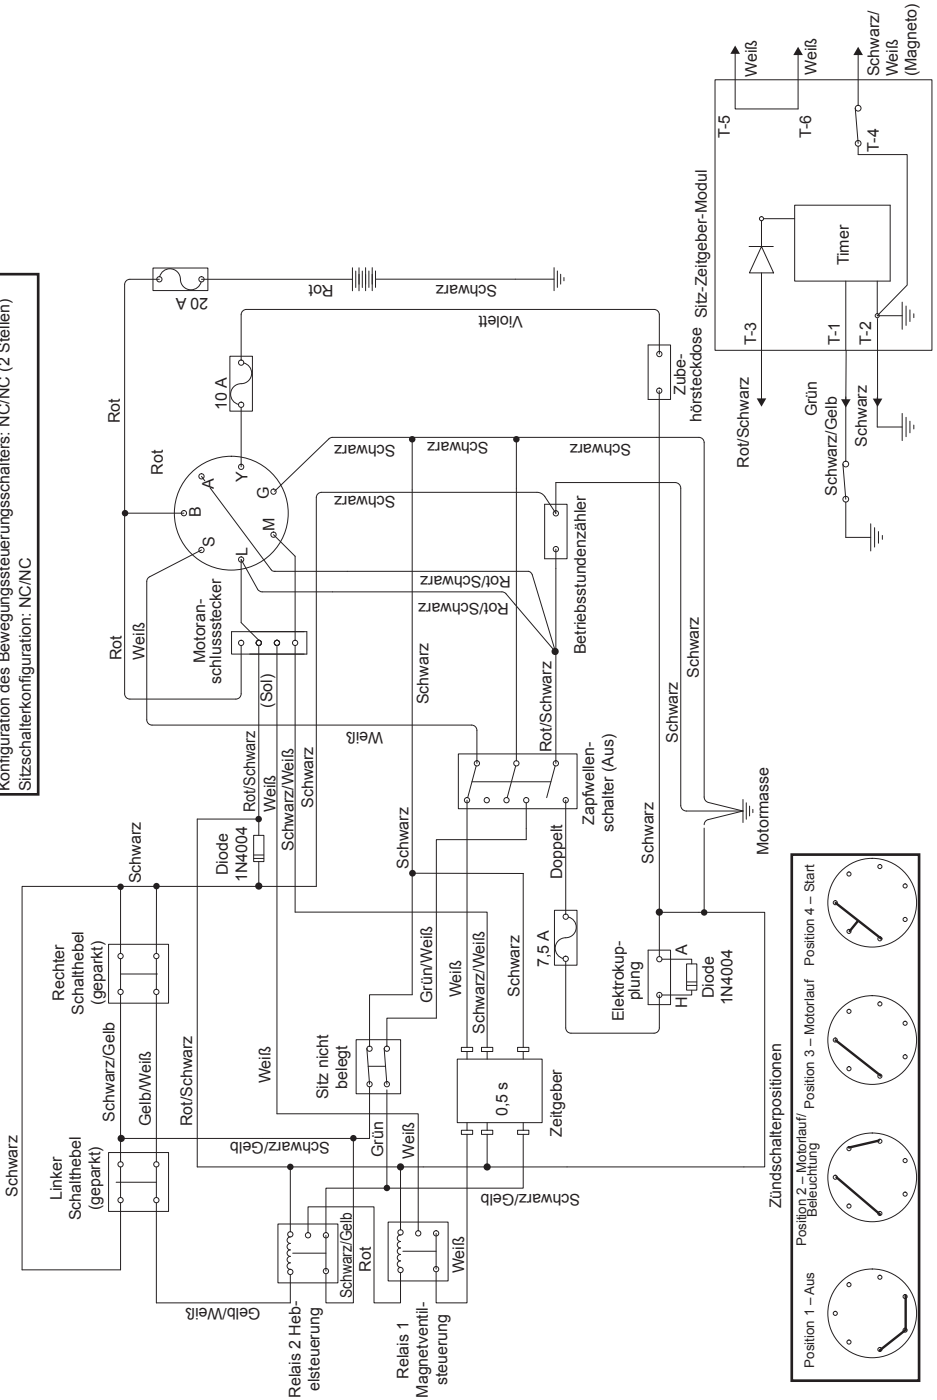 Konfiguration des Bewegungssteuerungsschalters: NC/NC (2 Stellen)
Sitzschalterkonfiguration: NC/NC
Schwarz
Linker
Schalthebel
(geparkt)
Schwarz/Gelb
Gelb/Weiß
Rechter
Schalthebel
(geparkt)
Schwarz
Rot/Schwarz
Diode
1N4004
Rot/Schwarz
Weiß
Schwarz/Weiß
Schwarz
Weiß
(Sol)
Motoran-
schlussstecker
Rot
Weiß
Rot
Rot
S
B
A
L
Y
M
G
10 A
20 A
Rot
Schwarz
Violett
Schwarz
Schwarz
Schwarz
Schwarz
Rot/Schwarz
Rot/Schwarz
Weiß
Schwarz
Gelb/Weiß
Relais 2 Heb-
elsteuerung
Schwarz/Gelb
Rot
Relais 1
Magnetventil-
steuerung
Weiß
Schwarz/Gelb
Grün
Weiß
Sitz nicht
belegt
Schwarz/Gelb
Schwarz
Grün/Weiß
Weiß
Schwarz/Weiß
Schwarz
0,5 s
Zeitgeber
7,5 A
Doppelt
Zapfwellen-
schalter (Aus)
Rot/Schwarz
Betriebsstundenzähler
Zube-
hörsteckdose
Elektrokup-
plung
H
A
Diode
1N4004
Schwarz
Schwarz
Schwarz
Motormasse
Sitz-Zeitgeber-Modul
T-5
T-6
T-4
T-3
T-1
T-2
Timer
Weiß
Weiß
Schwarz/
Weiß
(Magneto)
Rot/Schwarz
Grün
Schwarz/Gelb
Schwarz
Zündschalterpositionen
Position 1 – Aus
Position 2 – Motorlauf/
Beleuchtung
Position 3 – Motorlauf
Position 4 – Start